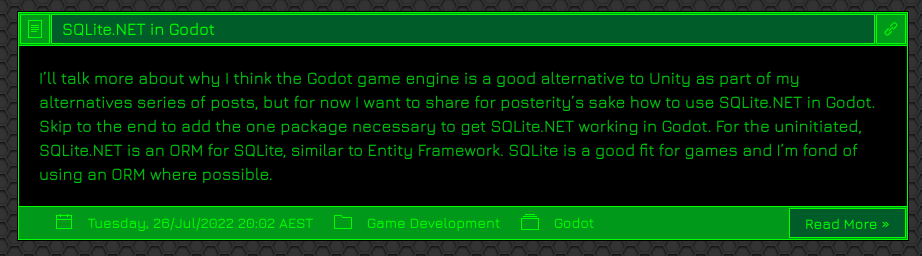 SQLite.NET in Godot
I'll talk more about why I think the Godot game engine is a good alternative to Unity as part of my
alternatives series of posts, but for now I want to share for posterity's sake how to use SQLite.NET in Godot.
Skip to the end to add the one package necessary to get SQLite.NET working in Godot. For the uninitiated,
SQLite.NET is an ORM for SQLite, similar to Entity Framework. SQLite is a good fit for games and I'm fond of
using an ORM where possible.
Tuesday, 26/Jul/2022 20:02 AEST Game Development Godot Read More »